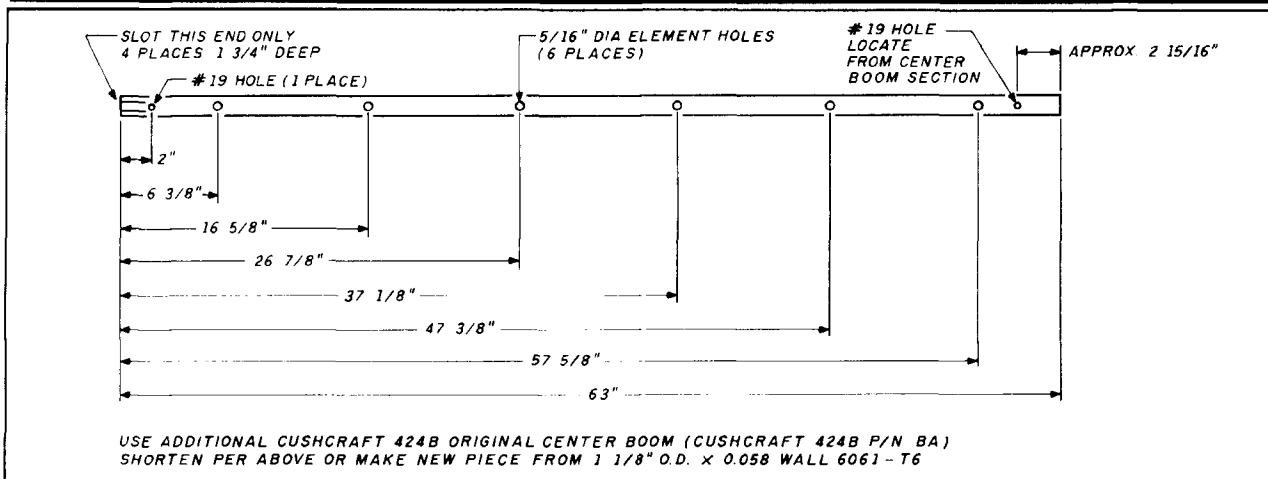 SLOT THIS END ONLY
4 PLACES 1 3/4" DEEP
#19 HOLE (1 PLACE)
5/16" DIA ELEMENT HOLES
(6 PLACES)
#19 HOLE
LOCATE
FROM CENTER
BOOM SECTION
APPROX. 2 15/16"
2"
6 3/8"
16 5/8"
26 7/8"
37 1/8"
47 3/8"
57 5/8"
63"
USE ADDITIONAL CUSHCRAFT 424B ORIGINAL CENTER BOOM (CUSHCRAFT 424B P/N BA)
SHORTEN PER ABOVE OR MAKE NEW PIECE FROM 1 1/8" O.D. x 0.058 WALL 6061-T6